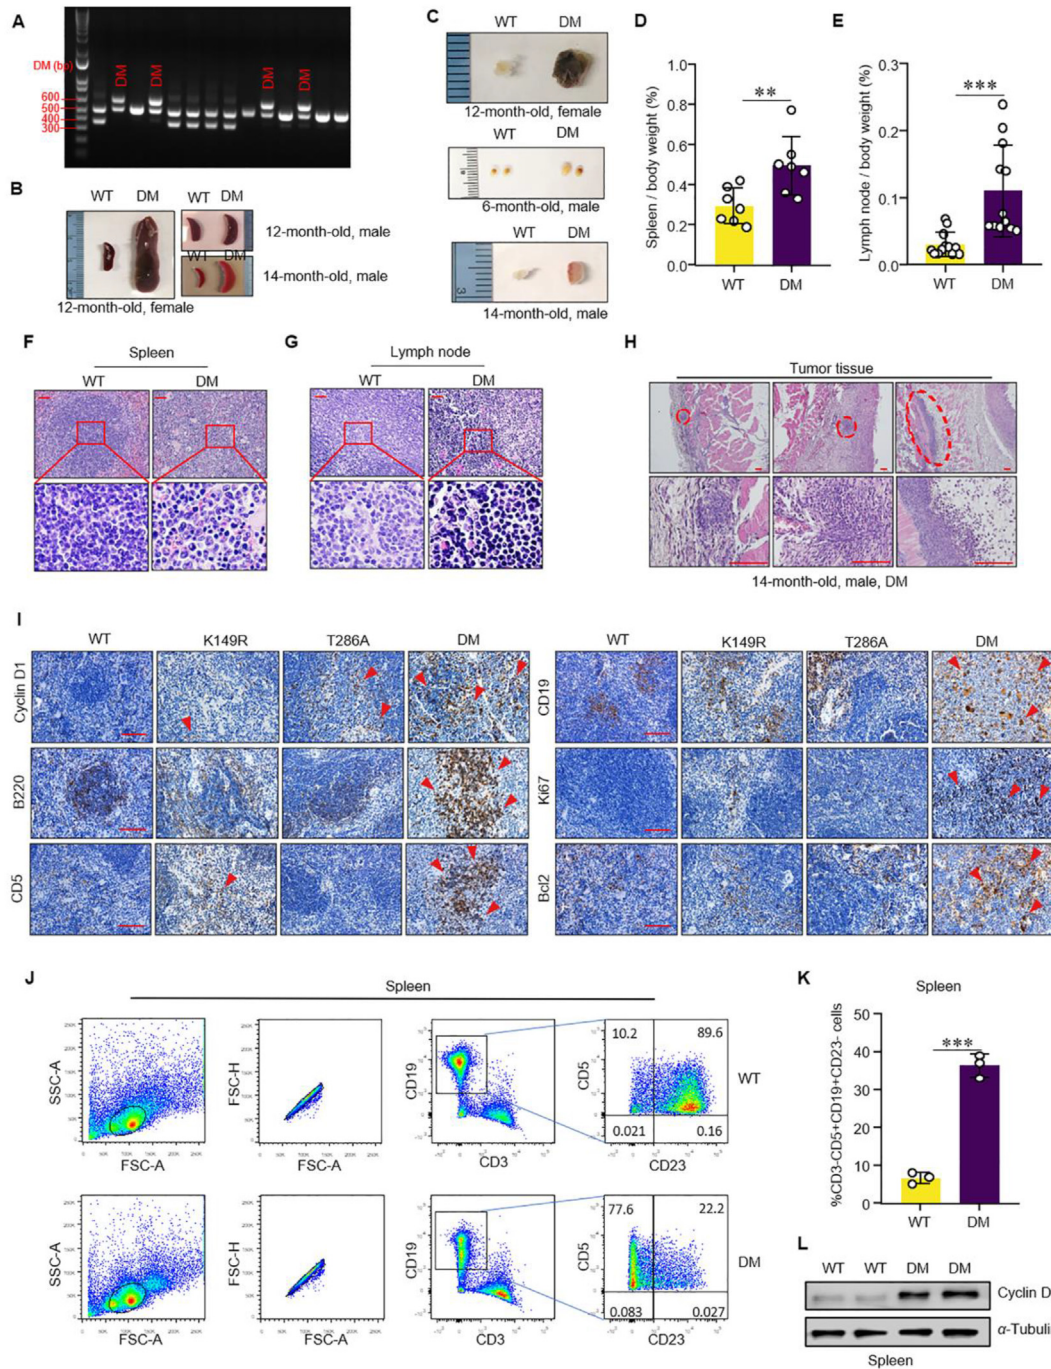 A
DM (bp)
600
500
400
300
DM
DM
DM
DM
B
WT
DM
WT
DM
12-month-old, male
WT
DM
14-month-old, male
12-month-old, female
C
WT
DM
12-month-old, female
WT
DM
6-month-old, male
WT
DM
3
14-month-old, male
D
Spleen / body weight (%)
**
1.0
0.8
0.6
0.4
0.2
0.0
WT
DM
E
Lymph node / body weight (%)
***
0.3
0.2
0.1
0.0
WT
DM
F
Spleen
WT
DM
G
Lymph node
WT
DM
H
Tumor tissue
14-month-old, male, DM
I
WT
K149R
T286A
DM
WT
K149R
T286A
DM
Cyclin D1
CD19
B220
Ki67
CD5
Bcl2
J
Spleen
SSC-A
FSC-A
FSC-H
FSC-A
CD19
CD3
CD5
CD23
10.2
89.6
0.021
0.16
WT
SSC-A
FSC-A
FSC-H
FSC-A
CD19
CD3
CD5
CD23
77.6
22.2
0.083
0.027
DM
K
Spleen
%CD3-CD5+CD19+CD23- cells
***
50
40
30
20
10
0
WT
DM
L
WT
WT
DM
DM
Cyclin D
α-Tubulin
Spleen